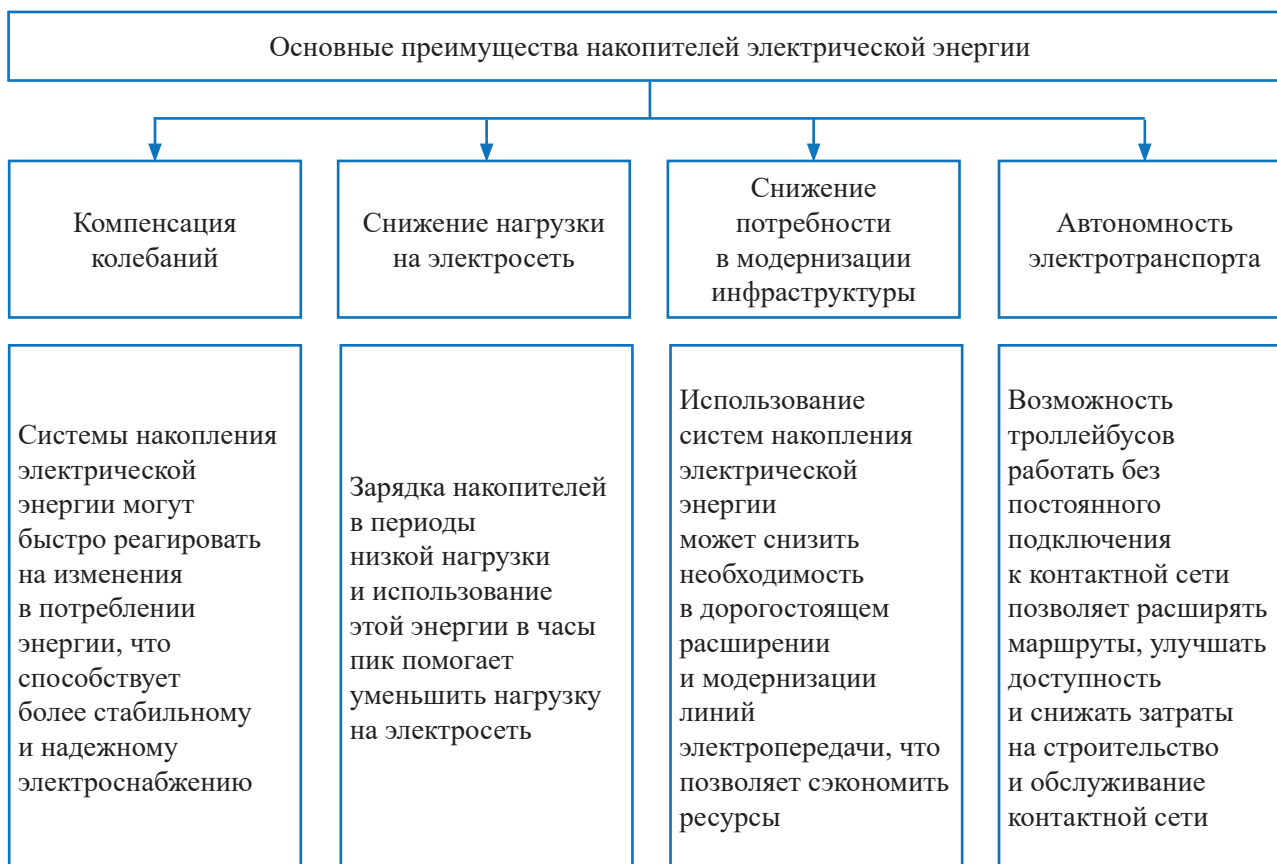 Основные преимущества накопителей электрической энергии
Компенсация
колебаний
Снижение нагрузки
на электросеть
Снижение
потребности
в модернизации
инфраструктуры
Автономность
электротранспорта
Системы накопления
электрической
энергии могут
быстро реагировать
на изменения
в потреблении
энергии, что
способствует
более стабильному
и надежному
электроснабжению
Зарядка накопителей
в периоды
низкой нагрузки
и использование
этой энергии в часы
пик помогает
уменьшить нагрузку
на электросеть
Использование
систем накопления
электрической
энергии
может снизить
необходимость
в дорогостоящем
расширении
и модернизации
линий
электропередачи, что
позволяет сэкономить
ресурсы
Возможность
троллейбусов
работать без
постоянного
подключения
к контактной сети
позволяет расширять
маршруты, улучшать
доступность
и снижать затраты
на строительство
и обслуживание
контактной сети